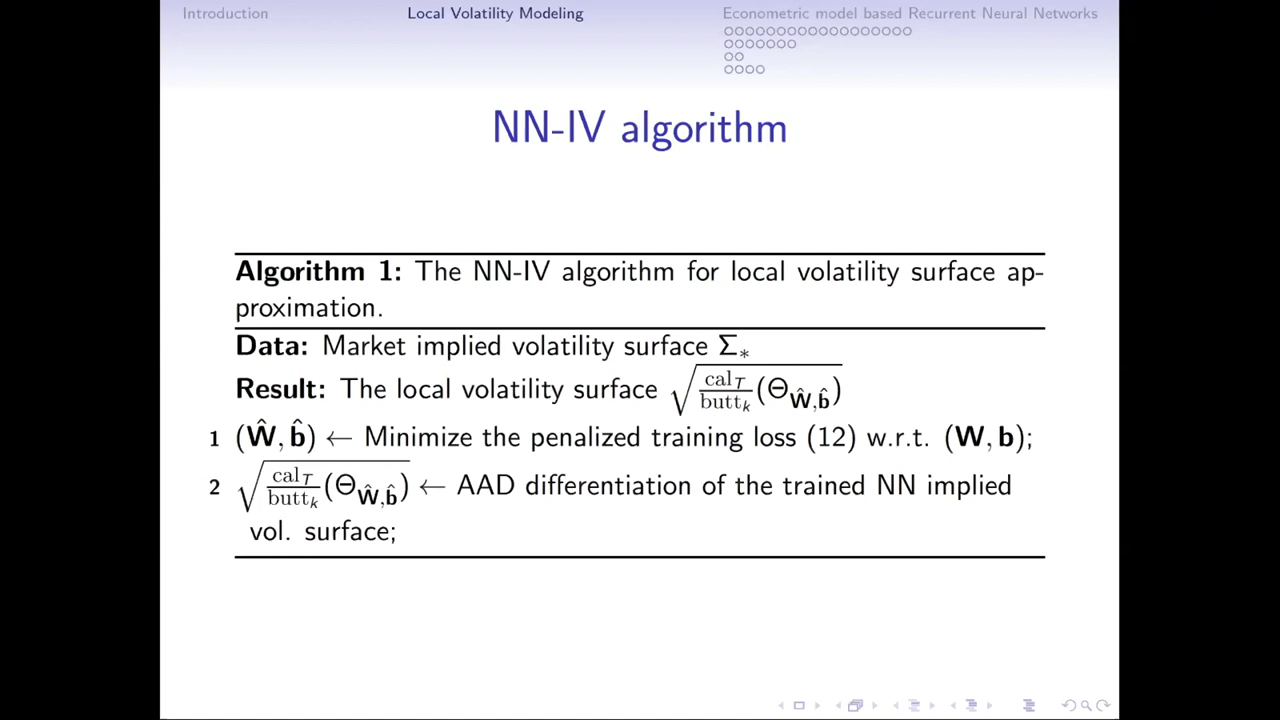 Introduction
Local Volatility Modeling
Econometric model based Recurrent Neural Networks
NN-IV algorithm
Algorithm 1: The NN-IV algorithm for local volatility surface ap-
proximation.
Data: Market implied volatility surface Σ∗
Result: The local volatility surface √(cal_T/butt_k (Θ_Ŵ,b̂))
1 (Ŵ, b̂) ← Minimize the penalized training loss (12) w.r.t. (W, b);
2 √(cal_T/butt_k (Θ_Ŵ,b̂)) ← AAD differentiation of the trained NN implied
vol. surface;